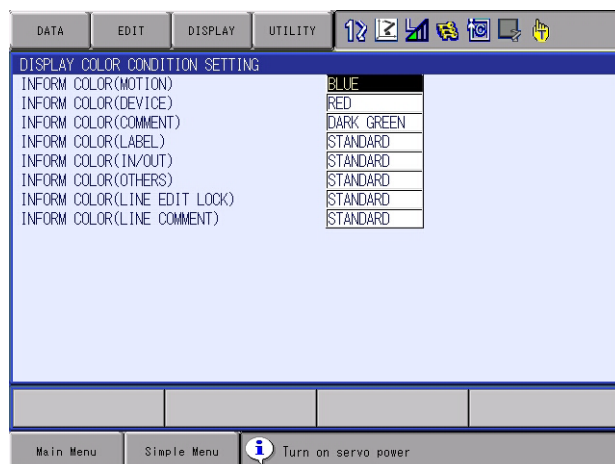 DATA EDIT DISPLAY UTILITY
DISPLAY COLOR CONDITION SETTING
INFORM COLOR(MOTION) BLUE
INFORM COLOR(DEVICE) RED
INFORM COLOR(COMMENT) DARK GREEN
INFORM COLOR(LABEL) STANDARD
INFORM COLOR(IN/OUT) STANDARD
INFORM COLOR(OTHERS) STANDARD
INFORM COLOR(LINE EDIT LOCK) STANDARD
INFORM COLOR(LINE COMMENT) STANDARD
Main Menu Simple Menu Turn on servo power